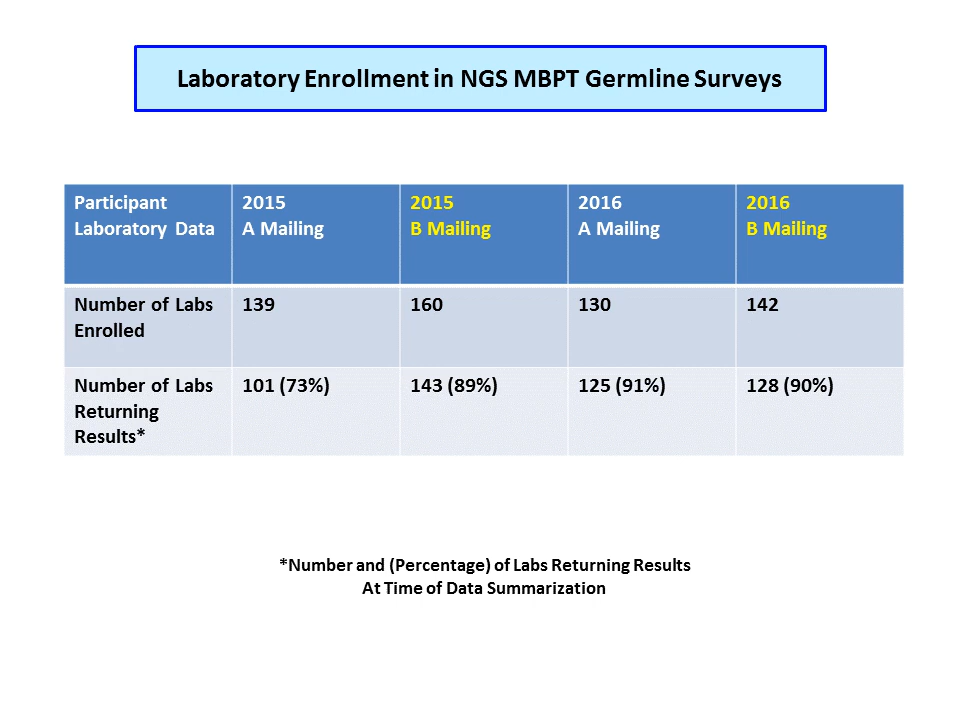 Laboratory Enrollment in NGS MBPT Germline Surveys
Participant Laboratory Data
2015 A Mailing
2015 B Mailing
2016 A Mailing
2016 B Mailing
Number of Labs Enrolled
139
160
130
142
Number of Labs Returning Results*
101 (73%)
143 (89%)
125 (91%)
128 (90%)
*Number and (Percentage) of Labs Returning Results
At Time of Data Summarization